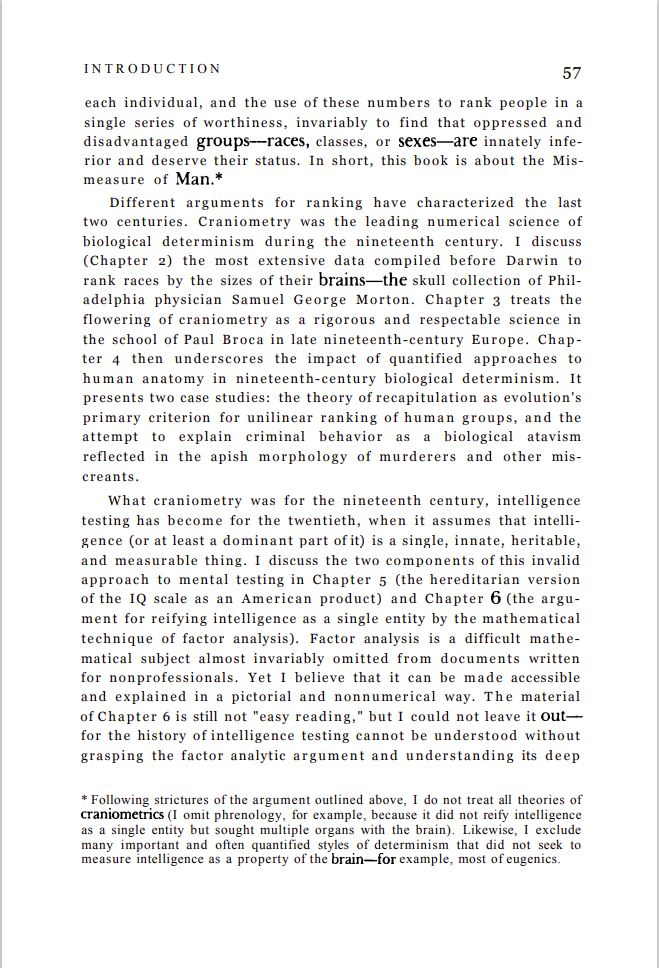 INTRODUCTION 57
each individual, and the use of these numbers to rank people in a
single series of worthiness, invariably to find that oppressed and
disadvantaged groups—races, classes, or sexes—are innately infe-
rior and deserve their status. In short, this book is about the Mis-
measure of Man.*
Different arguments for ranking have characterized the last
two centuries. Craniometry was the leading numerical science of
biological determinism during the nineteenth century. I discuss
(Chapter 2) the most extensive data compiled before Darwin to
rank races by the sizes of their brains—the skull collection of Phil-
adelphia physician Samuel George Morton. Chapter 3 treats the
flowering of craniometry as a rigorous and respectable science in
the school of Paul Broca in late nineteenth-century Europe. Chap-
ter 4 then underscores the impact of quantified approaches to
human anatomy in nineteenth-century biological determinism. It
presents two case studies: the theory of recapitulation as evolution's
primary criterion for unilinear ranking of human groups, and the
attempt to explain criminal behavior as a biological atavism
reflected in the apish morphology of murderers and other mis-
creants.
What craniometry was for the nineteenth century, intelligence
testing has become for the twentieth, when it assumes that intelli-
gence (or at least a dominant part of it) is a single, innate, heritable,
and measurable thing. I discuss the two components of this invalid
approach to mental testing in Chapter 5 (the hereditarian version
of the IQ scale as an American product) and Chapter 6 (the argu-
ment for reifying intelligence as a single entity by the mathematical
technique of factor analysis). Factor analysis is a difficult mathe-
matical subject almost invariably omitted from documents written
for nonprofessionals. Yet I believe that it can be made accessible
and explained in a pictorial and nonnumerical way. The material
of Chapter 6 is still not "easy reading," but I could not leave it out—
for the history of intelligence testing cannot be understood without
grasping the factor analytic argument and understanding its deep
* Following strictures of the argument outlined above, I do not treat all theories of
craniometrics (I omit phrenology, for example, because it did not reify intelligence
as a single entity but sought multiple organs with the brain). Likewise, I exclude
many important and often quantified styles of determinism that did not seek to
measure intelligence as a property of the brain—for example, most of eugenics.